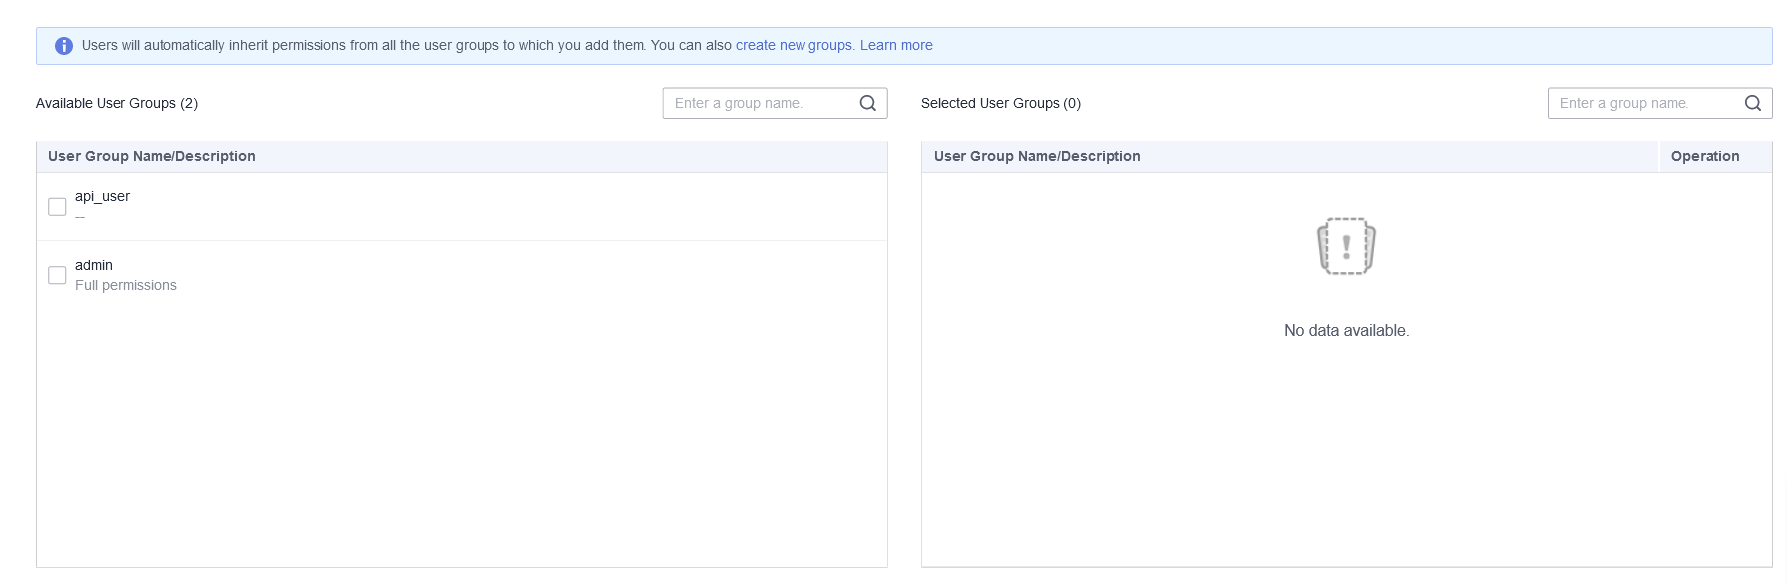 Users will automatically inherit permissions from all the user groups to which you add them. You can also create new groups. Learn more
Available User Groups (2)
Enter a group name.
User Group Name/Description
api_user
--
admin
Full permissions
Selected User Groups (0)
Enter a group name.
User Group Name/Description
Operation
No data available.